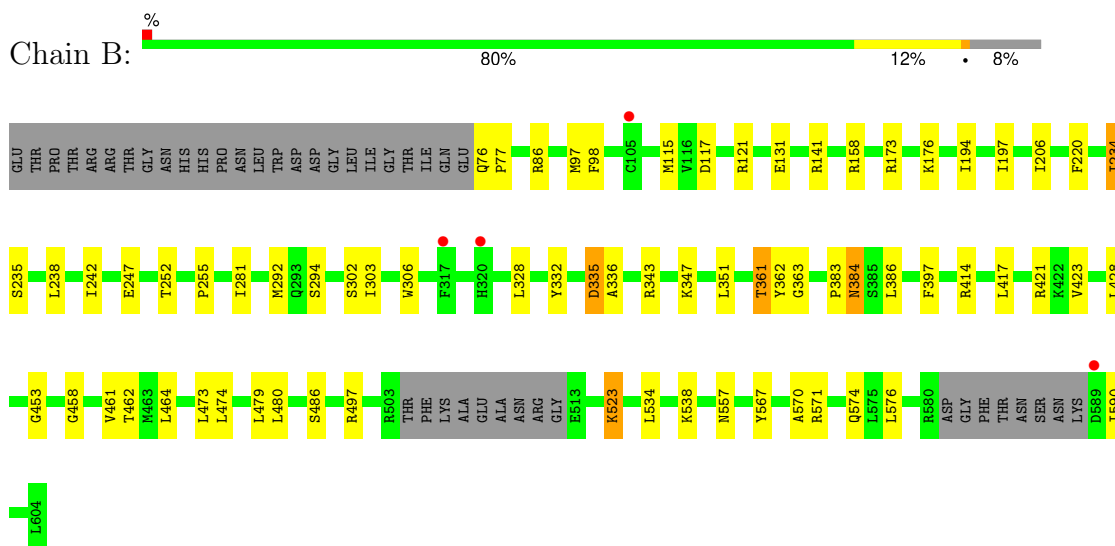 %
Chain B:
80% 12% • 8%
GLU THR PRO THR ARG ARG THR GLY ASN HIS HIS PRO ASN LEU TRP ASP ASP GLY LEU ILE GLY THR ILE GLN GLU Q76 P77 R86 M97 F98 C105 M115 V116 D117 R121 E131 R141 R158 R173 K176 I194 I197 I206 F220
S235 L238 I242 E247 T252 P255 I281 M292 Q293 S294 S302 I303 W306 F317 H320 L328 Y332 D335 A336 R343 K347 L351 T361 Y362 G363 P383 N384 S385 L386 F397 R414 L417 R421 K422 V423
G453 G458 V461 T462 M463 L464 L473 L474 L479 L480 S486 R497 R503 THR PHE LYS ALA GLU ALA ASN ARG GLY E513 K523 L534 K538 N557 Y567 A570 R571 Q574 L575 L576 R580 ASP GLY PHE THR ASN SER ASN LYS D589
L604